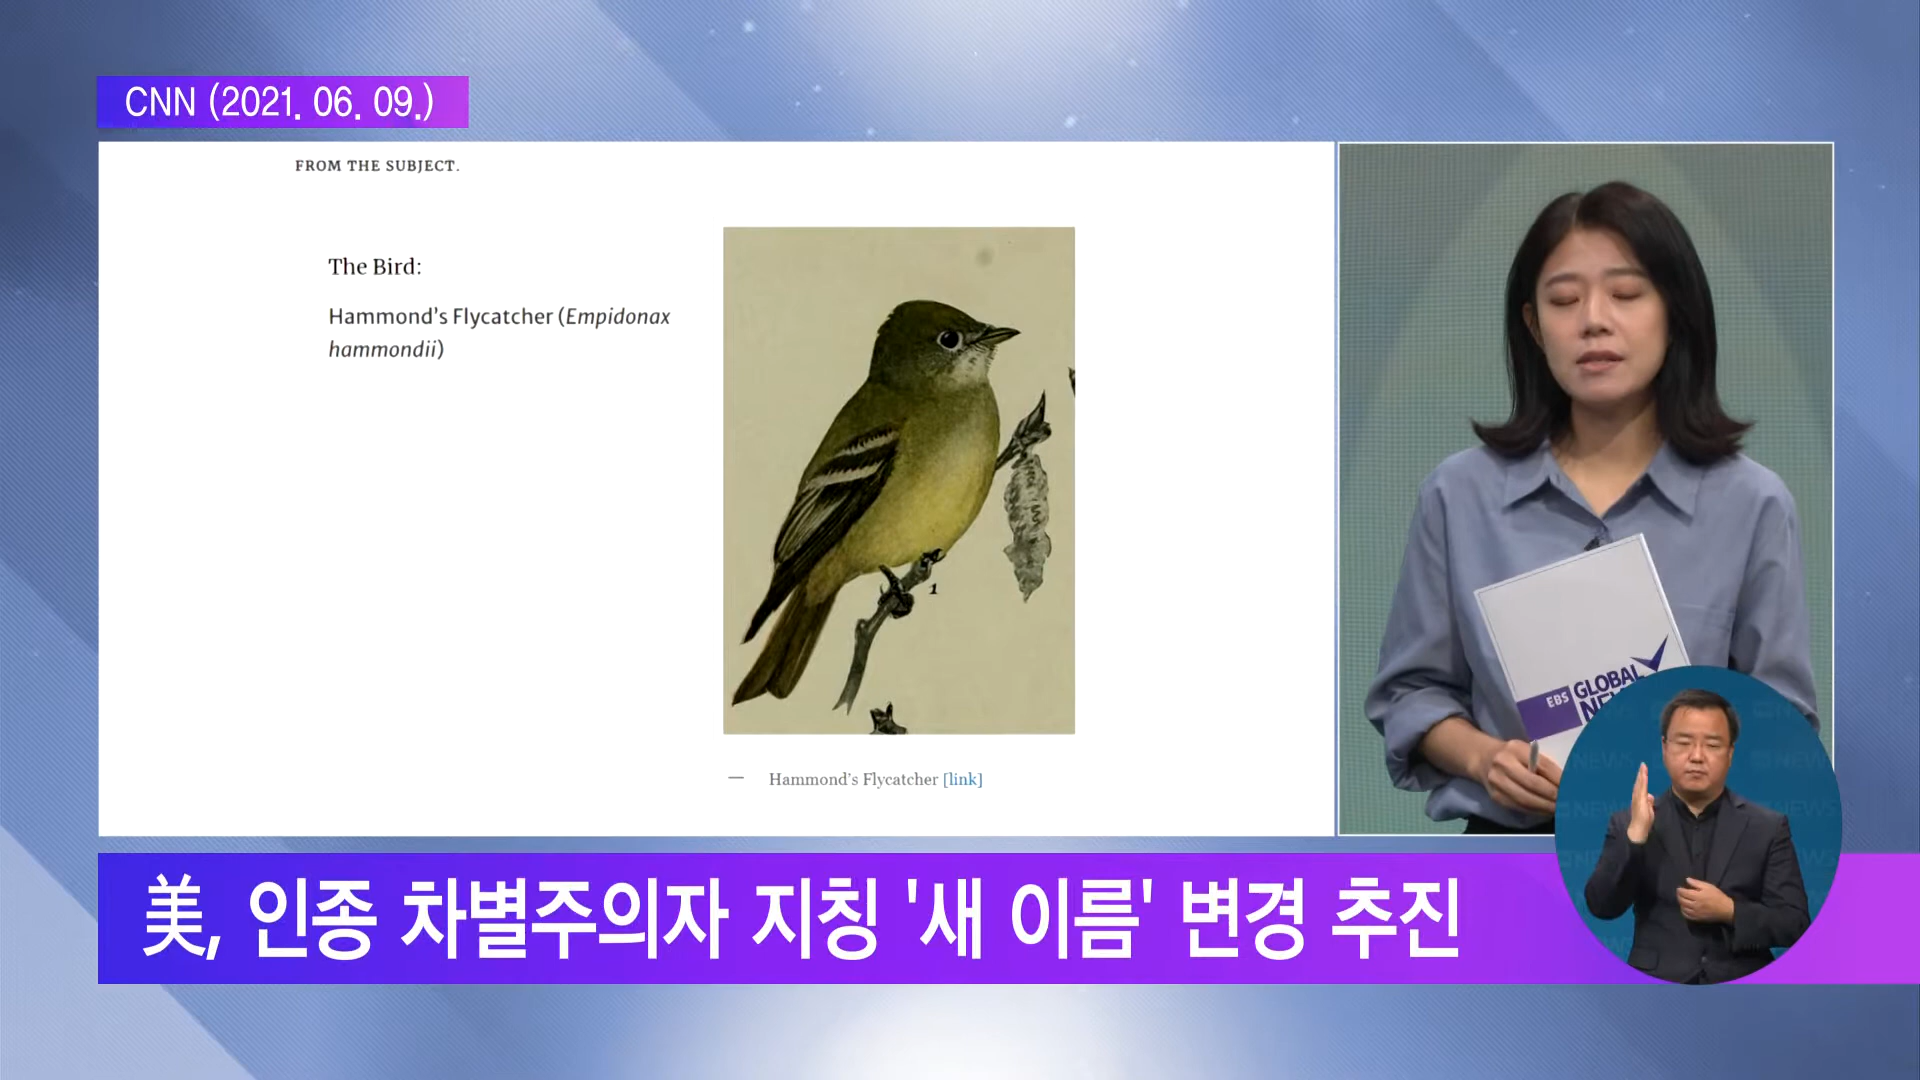 CNN (2021. 06. 09.)
FROM THE SUBJECT.
The Bird:
Hammond's Flycatcher (Empidonax
hammondii)
1
— Hammond's Flycatcher [link]
EBS GLOBAL
NEWS
美, 인종 차별주의자 지칭 '새 이름' 변경 추진